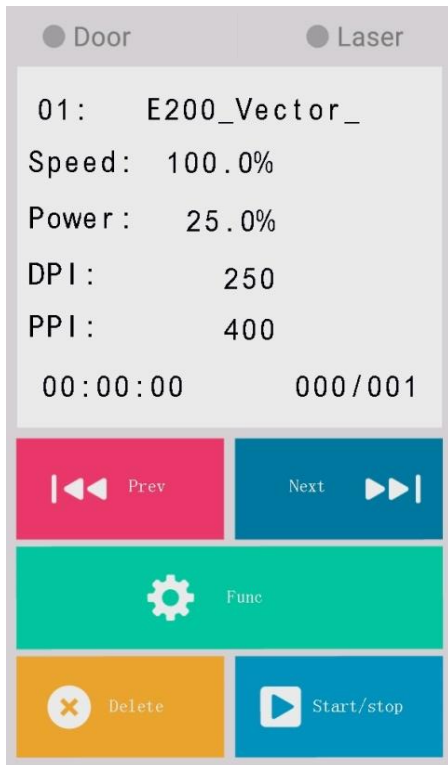 Door Laser
01: E200_Vector_
Speed: 100.0%
Power: 25.0%
DPI: 250
PPI: 400
00:00:00 000/001
Prev Next
Func
Delete Start/stop